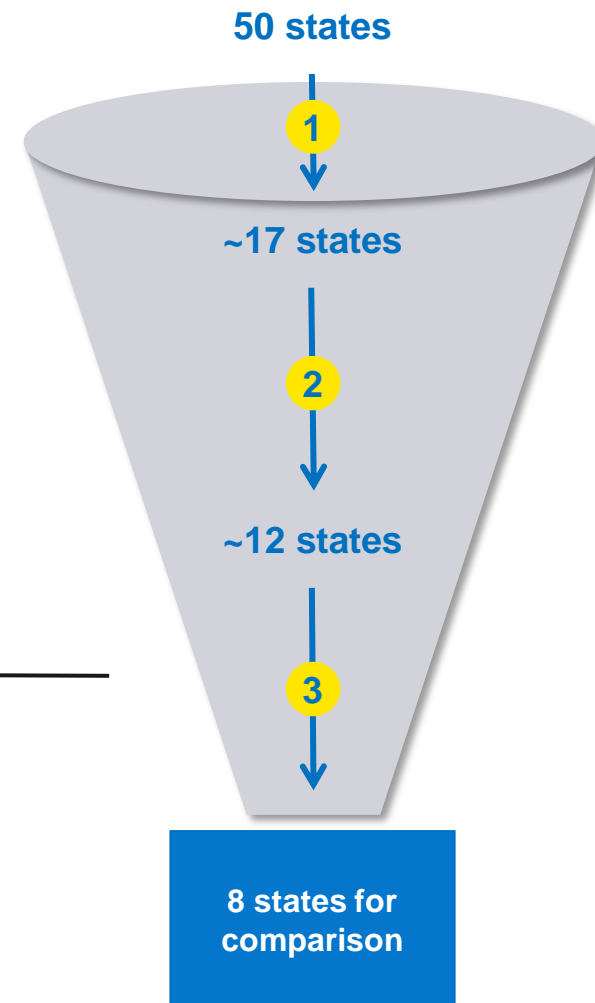 50 states
1
~17 states
2
~12 states
3
8 states for
comparison